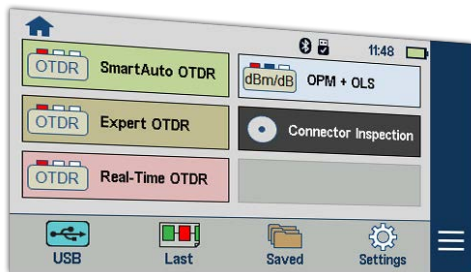 11:48
OTDR SmartAuto OTDR
dBm/dB OPM + OLS
OTDR Expert OTDR
Connector Inspection
OTDR Real-Time OTDR
USB Last Saved Settings